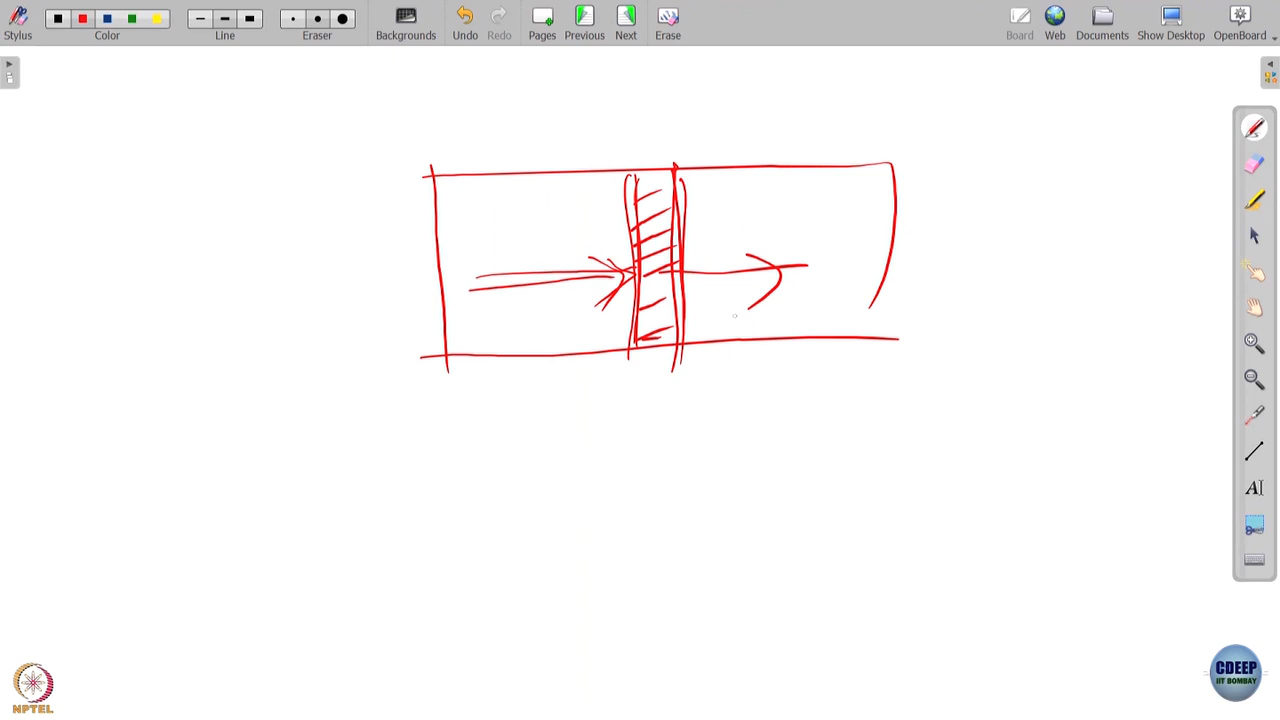 Stylus
Color
Line
Eraser
Backgrounds
Undo
Redo
Pages
Previous
Next
Erase
Board
Web
Documents
Show Desktop
OpenBoard
AI
NPTEL
CDEEP
IIT BOMBAY